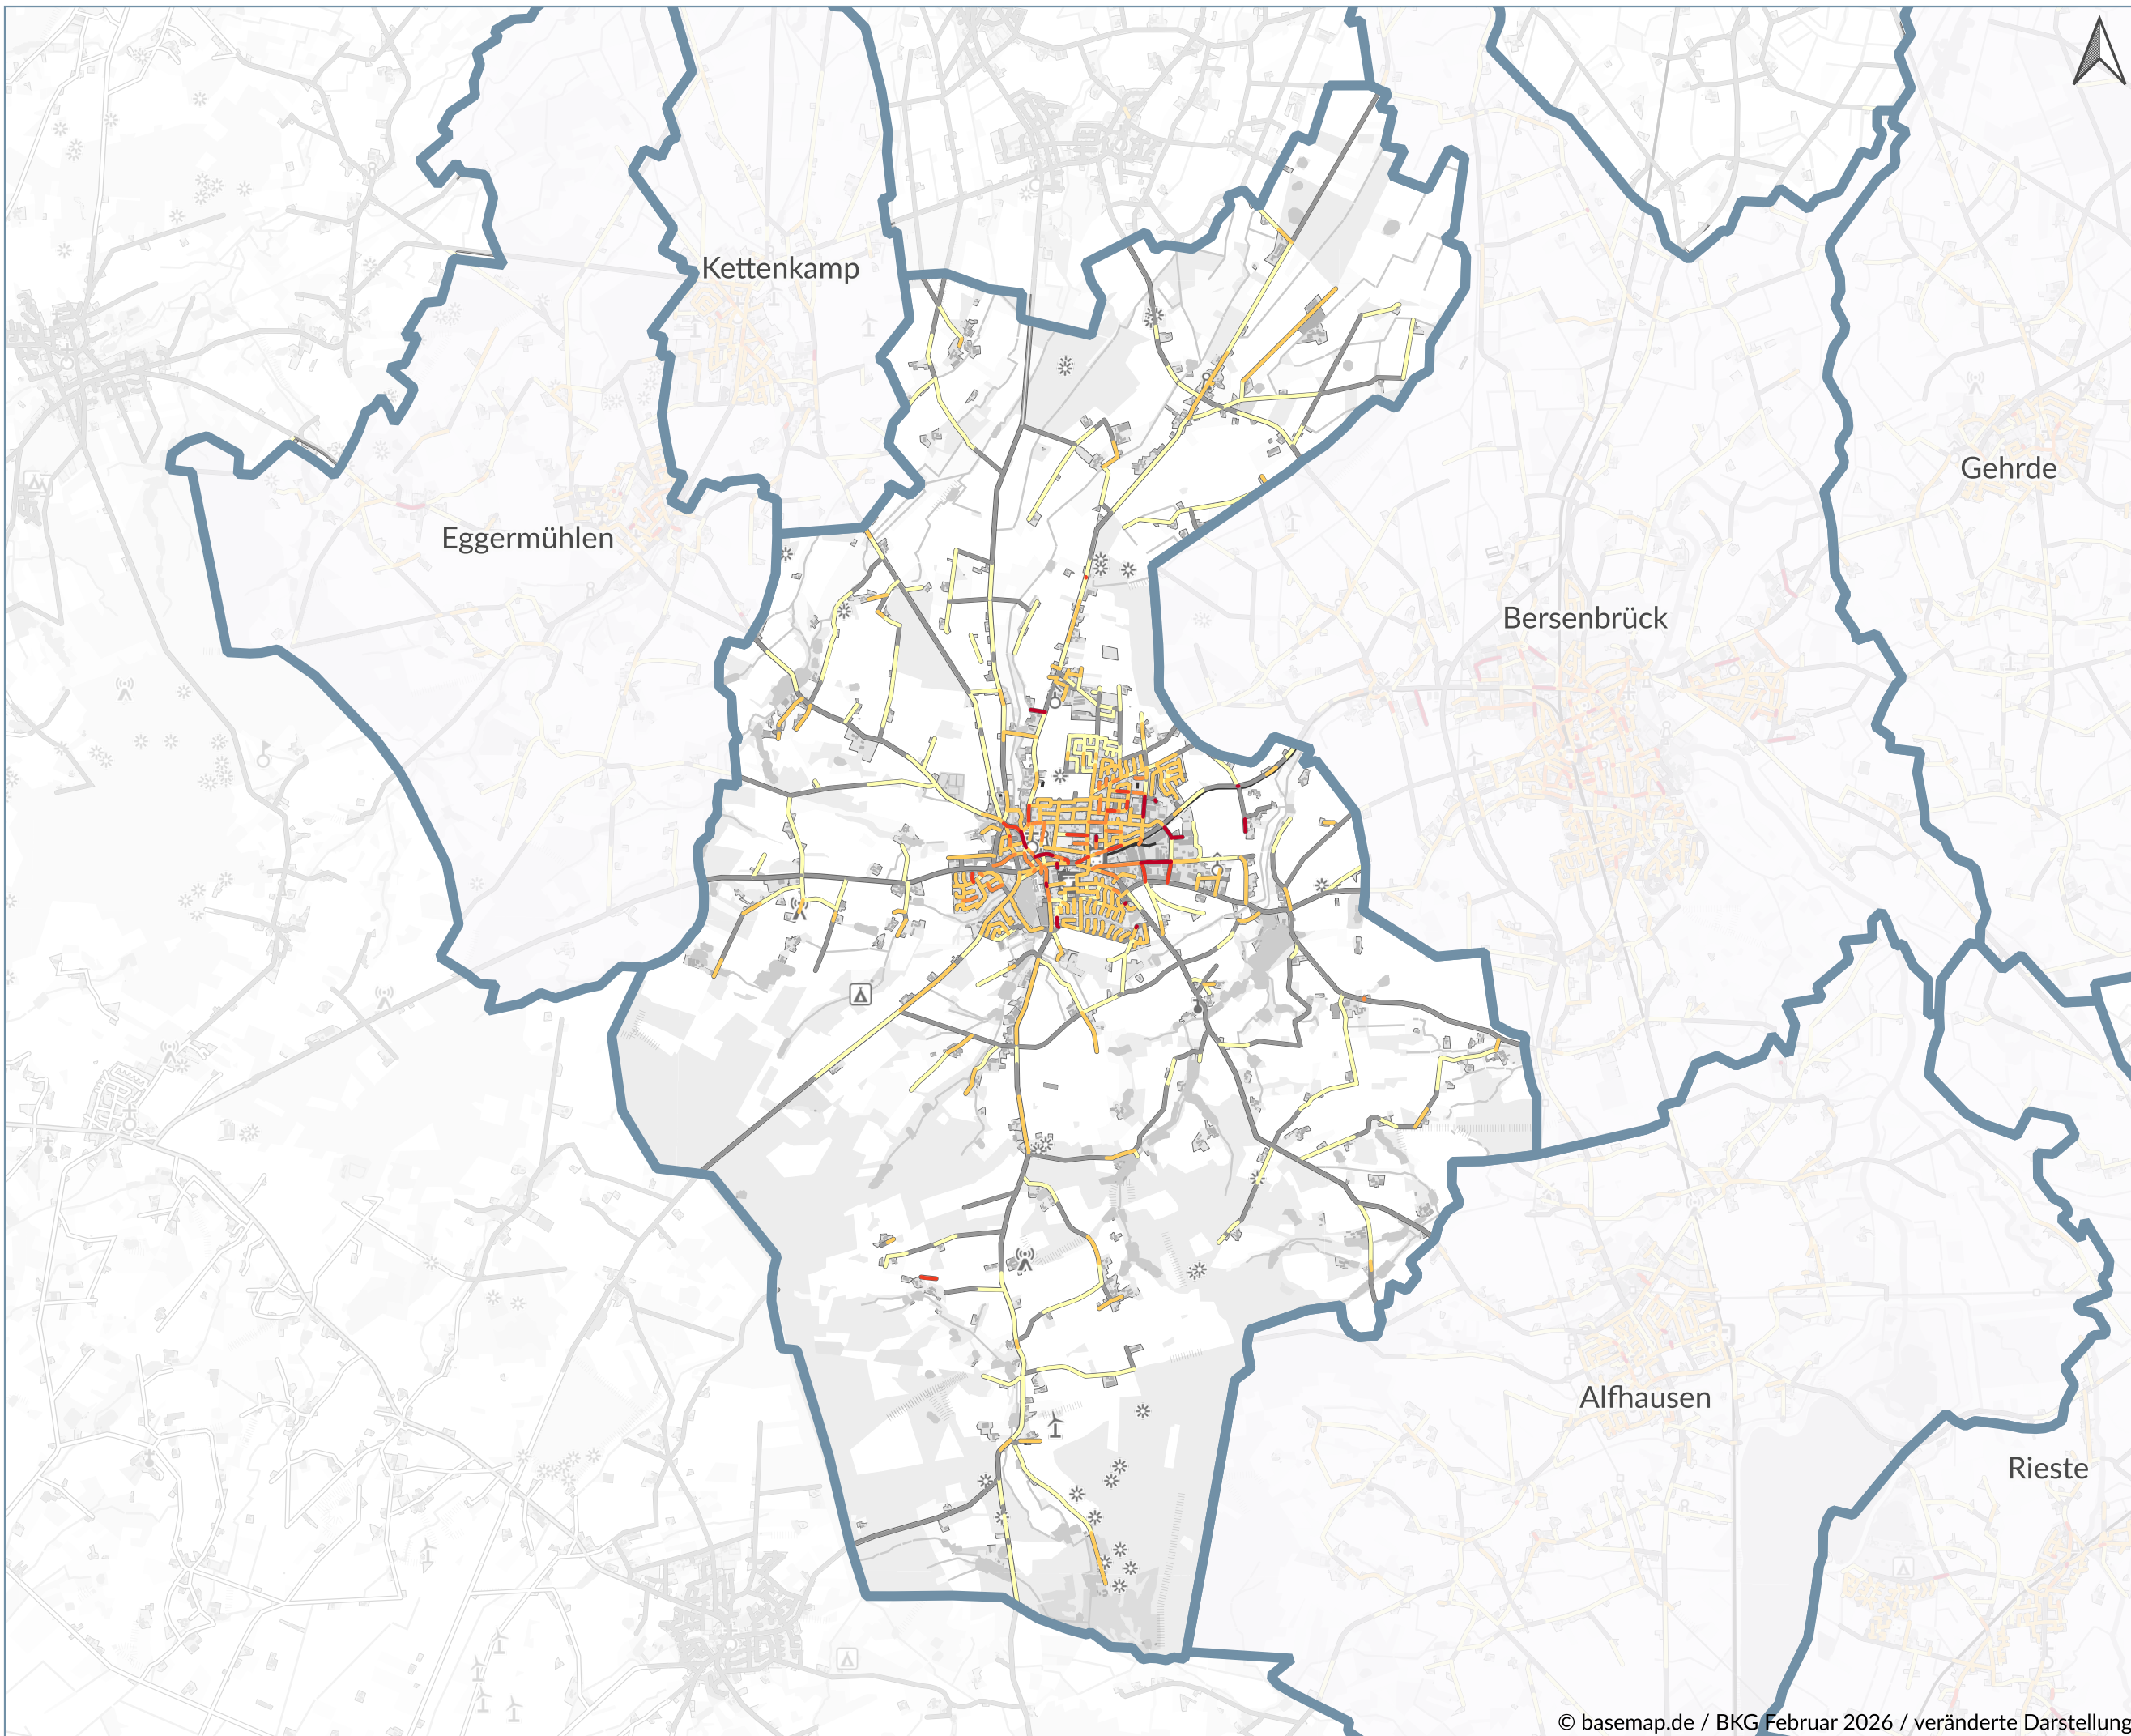 Kettenkamp
Gehrde
Eggermühlen
Bersenbrück
Alfhausen
Rieste
© basemap.de / BKG Februar 2026 / veränderte Darstellung